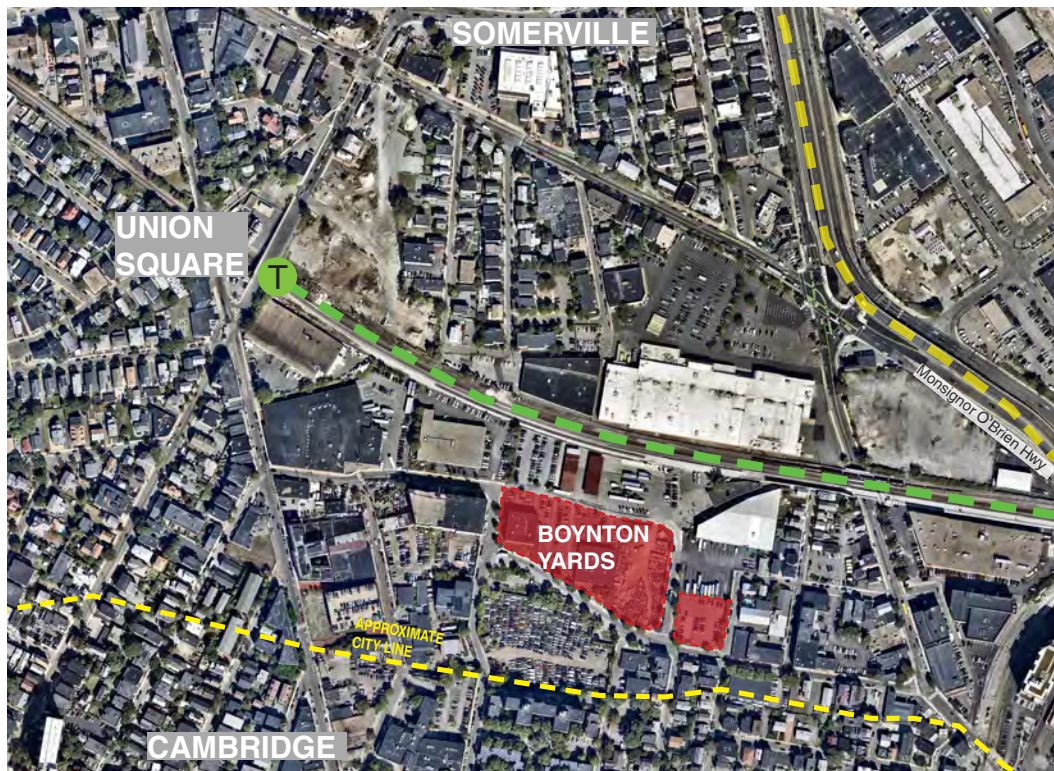 SOMERVILLE
UNION
SQUARE
T
Monsignor O'Brien Hwy
BOYNTON
YARDS
APPROXIMATE
CITY LINE
CAMBRIDGE